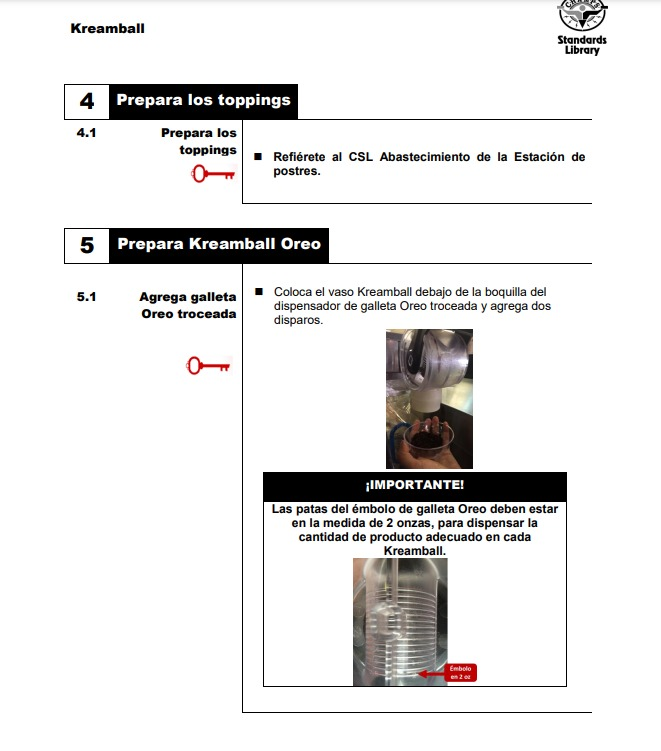 Kreamball
CHAMPS
Standards
Library
4 Prepara los toppings
4.1 Prepara los
toppings
■ Refiérete al CSL Abastecimiento de la Estación de
postres.
5 Prepara Kreamball Oreo
5.1 Agrega galleta
Oreo troceada
■ Coloca el vaso Kreamball debajo de la boquilla del
dispensador de galleta Oreo troceada y agrega dos
disparos.
¡IMPORTANTE!
Las patas del émbolo de galleta Oreo deben estar
en la medida de 2 onzas, para dispensar la
cantidad de producto adecuado en cada
Kreamball.
Émbolo
en 2 oz